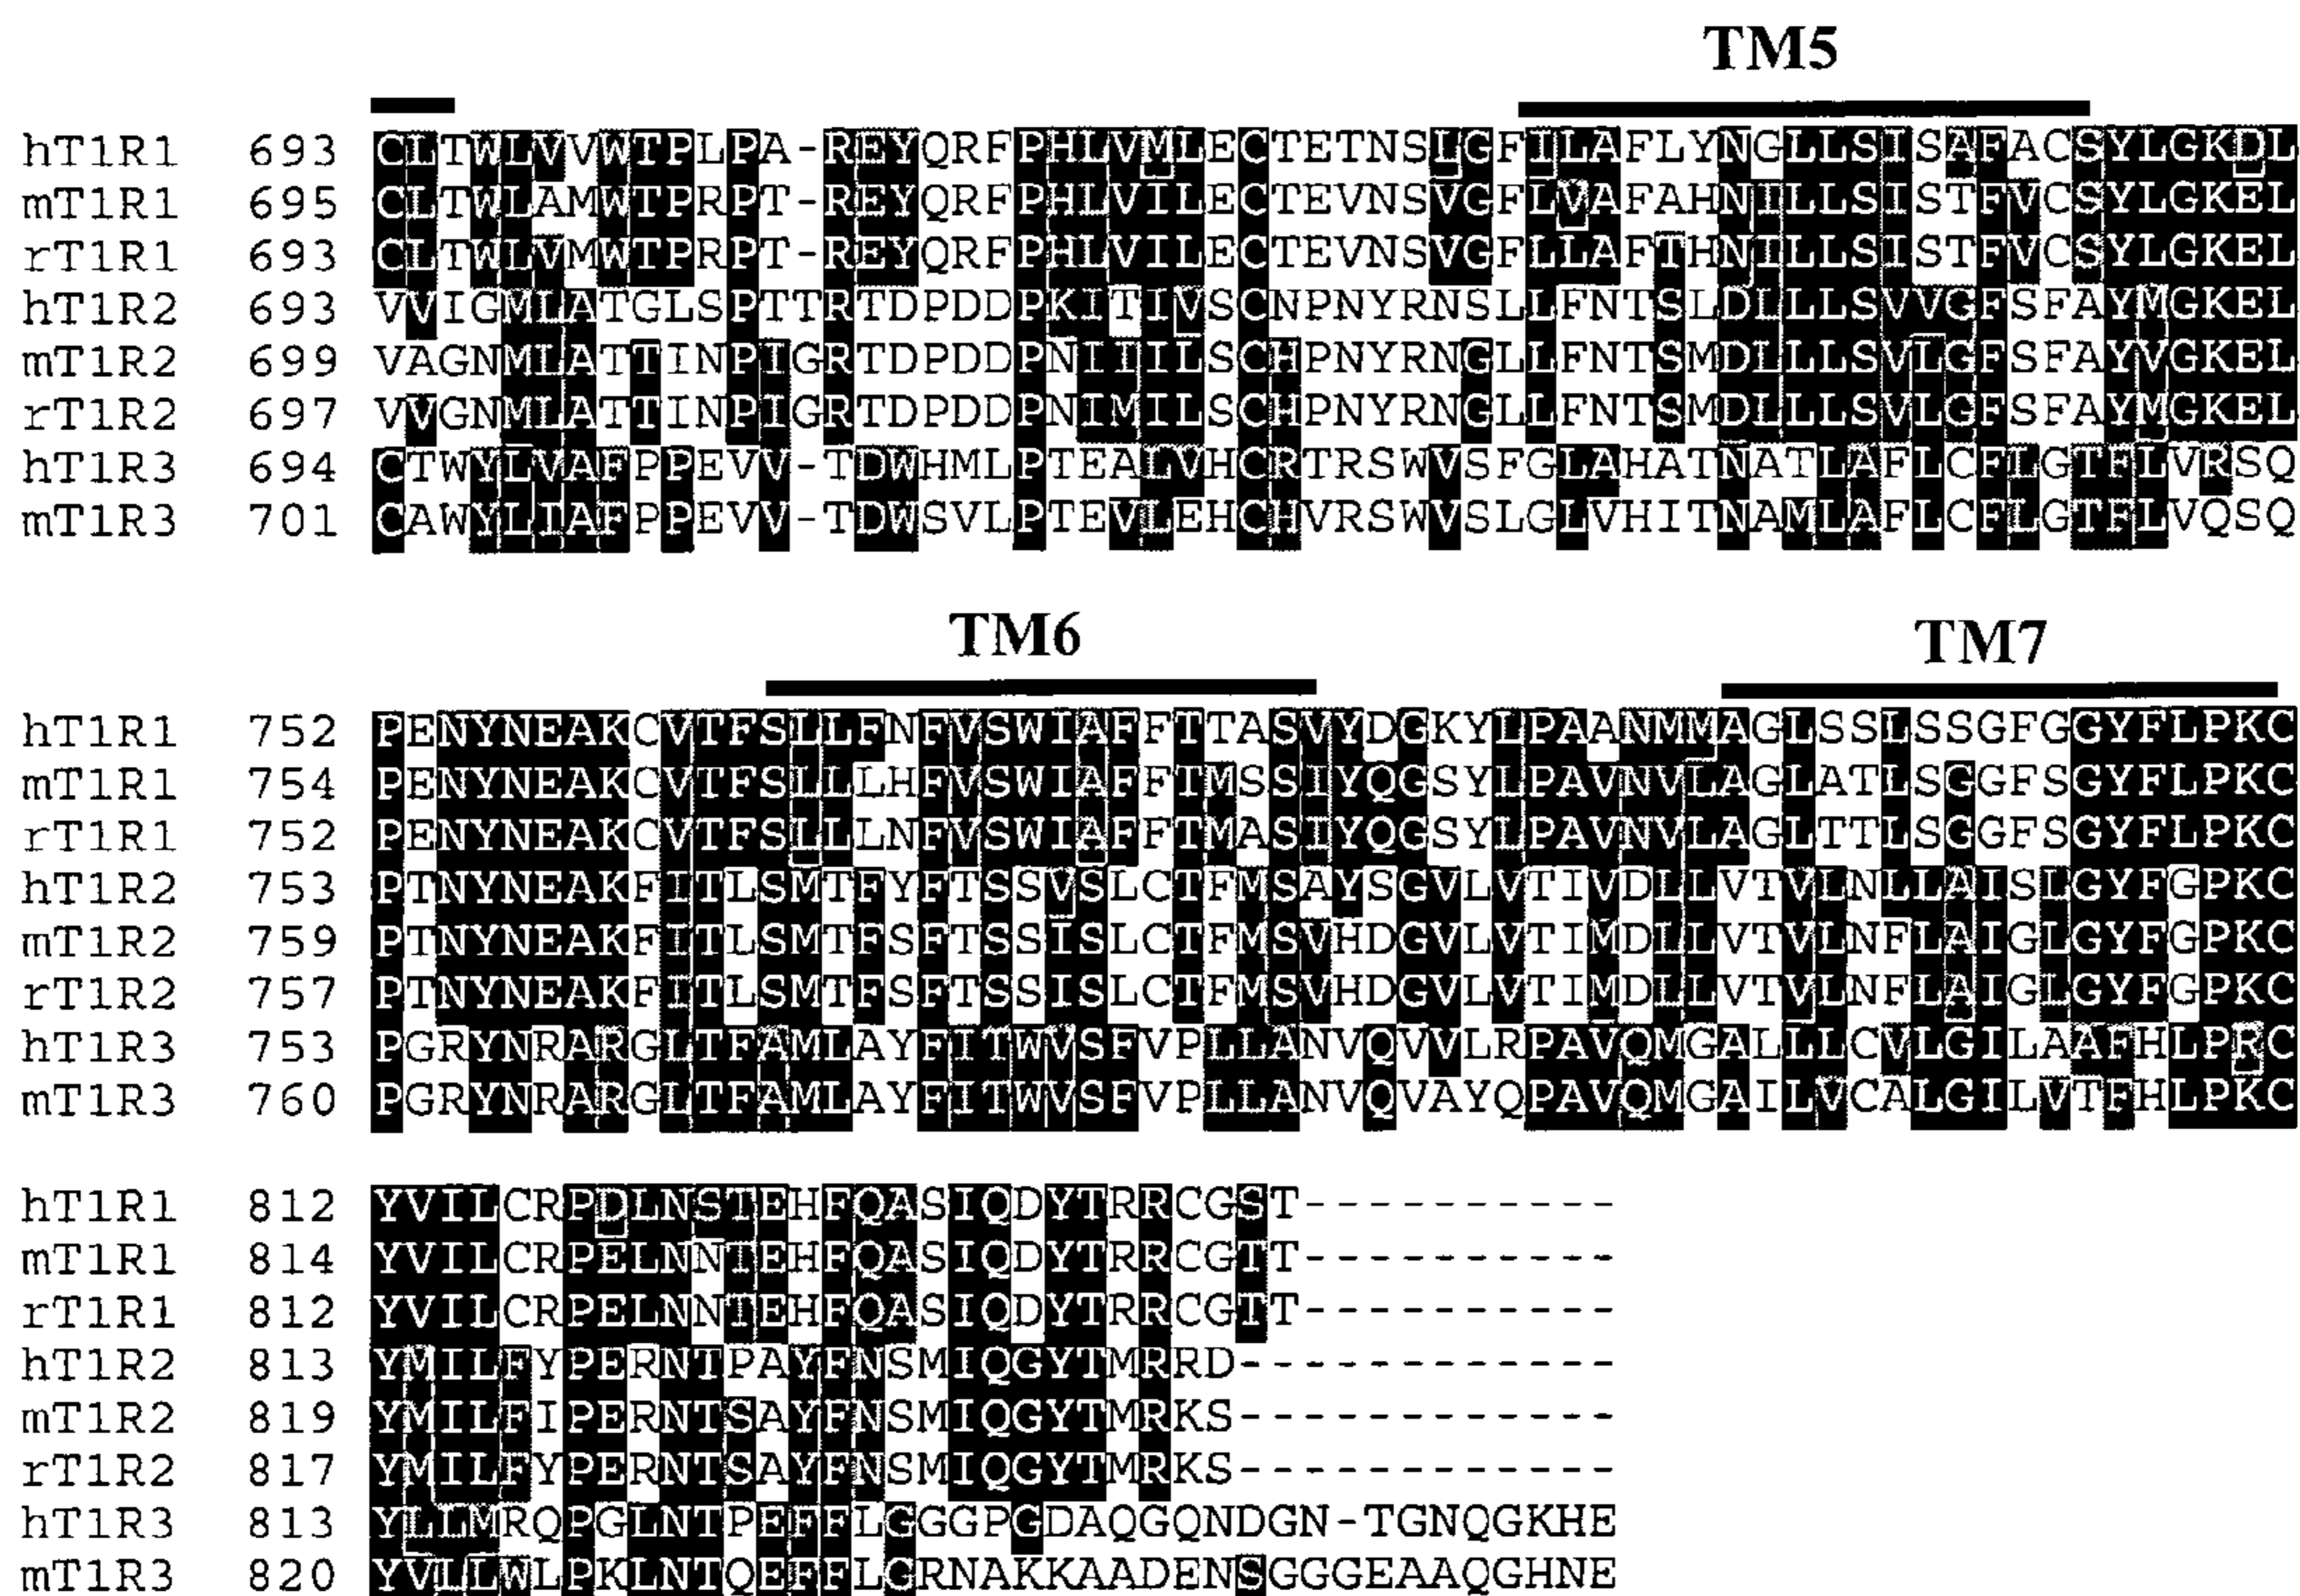 TM5
hT1R1 693 CLTWLVVWTPLPA-REYQRFPHLVMLECTETNSLGFILAFLYNGLLSISAFACSYLGKDL
mT1R1 695 CLTWLAMWTPRPT-REYQRFPHLVILECTEVNSVGFLVAFAHNILLSISTFVCSYLGKEL
rT1R1 693 CLTWLVMWTPRPT-REYQRFPHLVILECTEVNSVGFLLAFTHNILLSISTFVCSYLGKEL
hT1R2 693 VVIGMLATGLSPTTRTDPDDPKITIVSCNPNYRNSLLFNTSLDLLLSVVGFSFAYMGKEL
mT1R2 699 VAGNMLATTINPIGRTDPDDPNIIILSCHPNYRNGLLFNTSMDLLLSVLGFSFAYVGKEL
rT1R2 697 VVGNMLATTINPIGRTDPDDPNIMILSCHPNYRNGLLFNTSMDLLLSVLGFSFAYMGKEL
hT1R3 694 CTWYLVAFPPEVV-TDWHMLPTEALVHCRTRSWVSFGLAHATNATLAFLCFLGTFLVRSQ
mT1R3 701 CAWYLIAFPPEVV-TDWSVLPTEVLEHCHVRSWVSLGLVHITNAMLAFLCFLGTFLVQSQ
TM6 TM7
hT1R1 752 PENYNEAKCVTFSLLFNFVSWIAFFTTASVYDGKYLPAANMMAGLSSLSSGFGGYFLPKC
mT1R1 754 PENYNEAKCVTFSLLLHFVSWIAFFTMSSIYQGSYLPAVNVLAGLATLSGGFSGYFLPKC
rT1R1 752 PENYNEAKCVTFSLLLNFVSWIAFFTMASIYQGSYLPAVNVLAGLTTLSGGFSGYFLPKC
hT1R2 753 PTNYNEAKFITLSMTFYFTSSVSLCTFMSAYSGVLVTIVDLLVTVLNLLAISLGYFGPKC
mT1R2 759 PTNYNEAKFITLSMTFSFTSSISLCTFMSVHDGVLVTIMDLLVTVLNFLAIGLGYFGPKC
rT1R2 757 PTNYNEAKFITLSMTFSFTSSISLCTFMSVHDGVLVTIMDLLVTVLNFLAIGLGYFGPKC
hT1R3 753 PGRYNRARGLTFAMLAYFITWVSFVPLLANVQVVLRPAVQMGALLLCVLGILAAFHLPRC
mT1R3 760 PGRYNRARGLTFAMLAYFITWVSFVPLLANVQVAYQPAVQMGAILVCALGILVTFHLPKC
hT1R1 812 YVILCRPDLNSTEHFQASIQDYTRRCGST----------
mT1R1 814 YVILCRPELNNTEHFQASIQDYTRRCGTT----------
rT1R1 812 YVILCRPELNNTEHFQASIQDYTRRCGTT----------
hT1R2 813 YMILFYPERNTPAYFNSMIQGYTMRRD------------
mT1R2 819 YMILFIPERNTSAYFNSMIQGYTMRKS------------
rT1R2 817 YMILFYPERNTSAYFNSMIQGYTMRKS------------
hT1R3 813 YLLMRQPGLNTPEFFLGGGPGDAQGQNDGN-TGNQGKHE
mT1R3 820 YVLLWLPKLNTQEFFLGRNAKKAADENSGGGEAAQGHNE